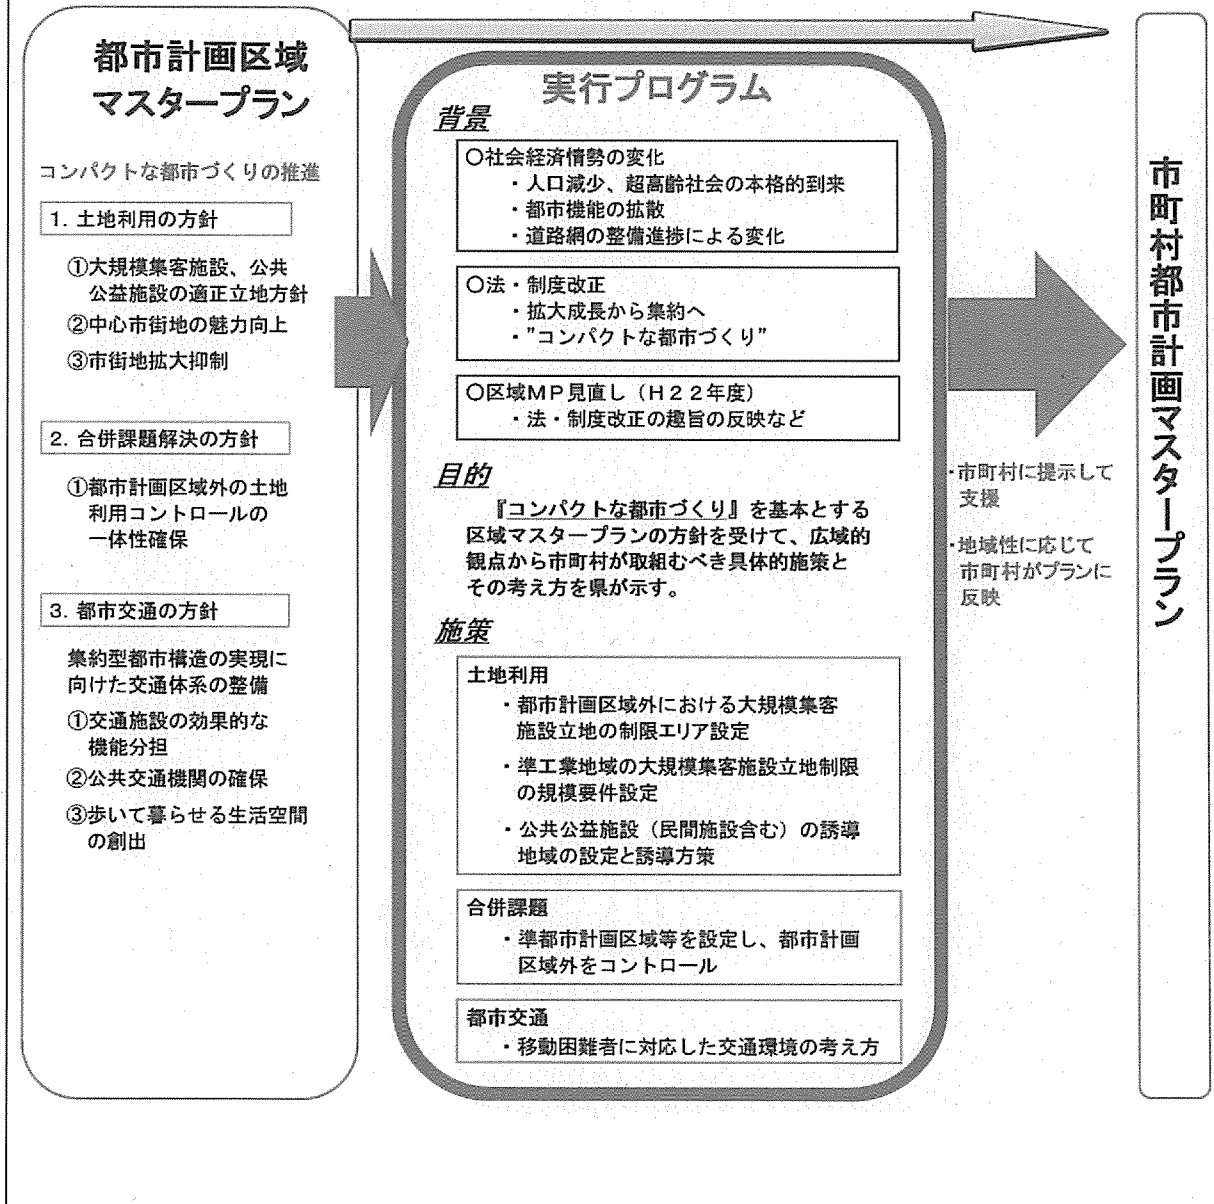 都市計画区域
マスタープラン
コンパクトな都市づくりの推進
1. 土地利用の方針
①大規模集客施設、公共
公益施設の適正立地方針
②中心市街地の魅力向上
③市街地拡大抑制
2. 合併課題解決の方針
①都市計画区域外の土地
利用コントロールの
一体性確保
3. 都市交通の方針
集約型都市構造の実現に
向けた交通体系の整備
①交通施設の効果的な
機能分担
②公共交通機関の確保
③歩いて暮らせる生活空間
の創出
実行プログラム
背景
○社会経済情勢の変化
・人口減少、超高齢社会の本格的到来
・都市機能の拡散
・道路網の整備進捗による変化
○法・制度改正
・拡大成長から集約へ
・"コンパクトな都市づくり"
○区域MP見直し（H22年度）
・法・制度改正の趣旨の反映など
目的
『コンパクトな都市づくり』を基本とする
区域マスタープランの方針を受けて、広域的
観点から市町村が取組むべき具体的施策と
その考え方を県が示す。
施策
土地利用
・都市計画区域外における大規模集客
施設立地の制限エリア設定
・準工業地域の大規模集客施設立地制限
の規模要件設定
・公共公益施設（民間施設含む）の誘導
地域の設定と誘導方策
合併課題
・準都市計画区域等を設定し、都市計画
区域外をコントロール
都市交通
・移動困難者に対応した交通環境の考え方
・市町村に提示して
支援
・地域性に応じて
市町村がプランに
反映
市町村都市計画マスタープラン